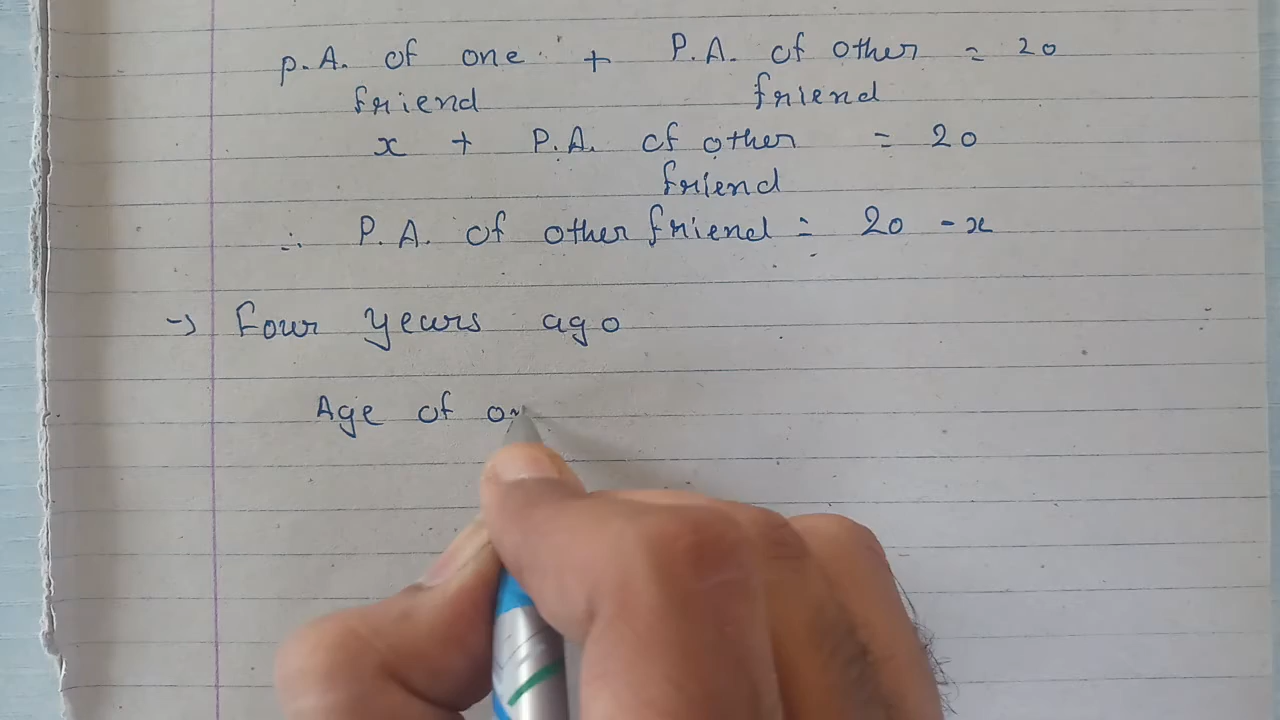 P.A. of one + P.A. of other = 20
friend friend
x + P.A. of other = 20
friend
∴ P.A. of other friend = 20 - x
→ Four years ago
Age of on